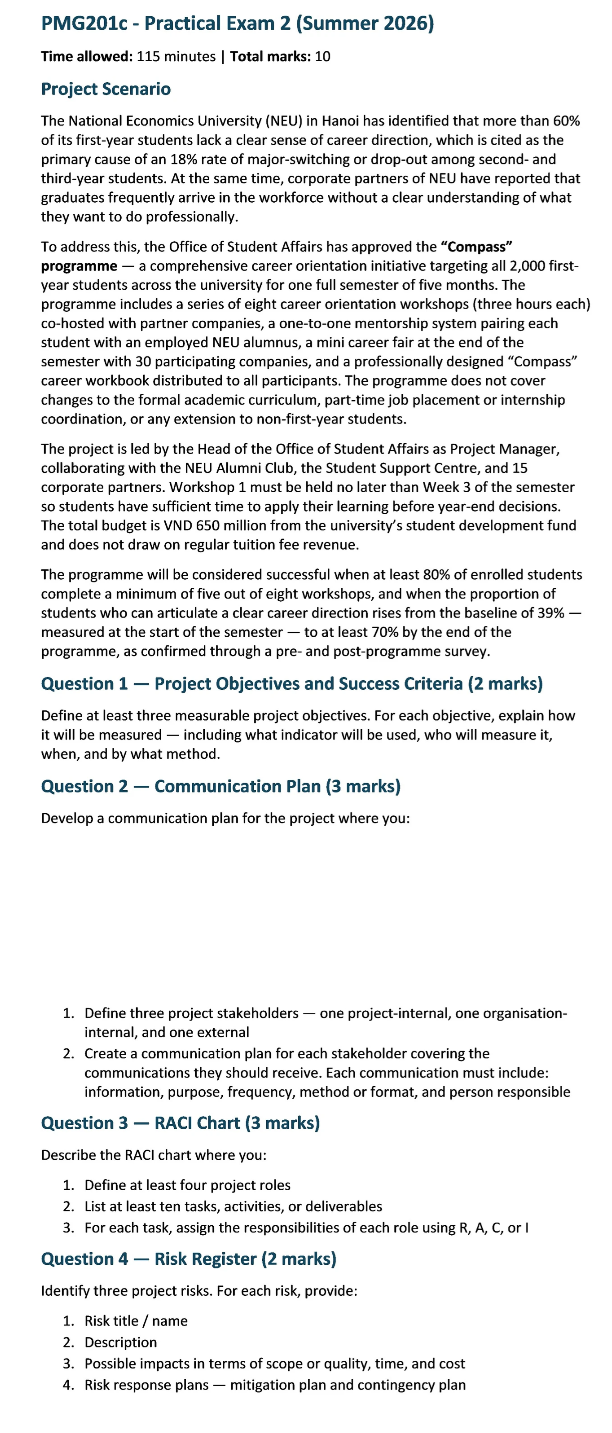 PMG201c - Practical Exam 2 (Summer 2026)
Time allowed: 115 minutes | Total marks: 10
Project Scenario
The National Economics University (NEU) in Hanoi has identified that more than 60%
of its first-year students lack a clear sense of career direction, which is cited as the
primary cause of an 18% rate of major-switching or drop-out among second- and
third-year students. At the same time, corporate partners of NEU have reported that
graduates frequently arrive in the workforce without a clear understanding of what
they want to do professionally.
To address this, the Office of Student Affairs has approved the “Compass”
programme — a comprehensive career orientation initiative targeting all 2,000 first-
year students across the university for one full semester of five months. The
programme includes a series of eight career orientation workshops (three hours each)
co-hosted with partner companies, a one-to-one mentorship system pairing each
student with an employed NEU alumnus, a mini career fair at the end of the
semester with 30 participating companies, and a professionally designed “Compass”
career workbook distributed to all participants. The programme does not cover
changes to the formal academic curriculum, part-time job placement or internship
coordination, or any extension to non-first-year students.
The project is led by the Head of the Office of Student Affairs as Project Manager,
collaborating with the NEU Alumni Club, the Student Support Centre, and 15
corporate partners. Workshop 1 must be held no later than Week 3 of the semester
so students have sufficient time to apply their learning before year-end decisions.
The total budget is VND 650 million from the university’s student development fund
and does not draw on regular tuition fee revenue.
The programme will be considered successful when at least 80% of enrolled students
complete a minimum of five out of eight workshops, and when the proportion of
students who can articulate a clear career direction rises from the baseline of 39% —
measured at the start of the semester — to at least 70% by the end of the
programme, as confirmed through a pre- and post-programme survey.
Question 1 — Project Objectives and Success Criteria (2 marks)
Define at least three measurable project objectives. For each objective, explain how
it will be measured — including what indicator will be used, who will measure it,
when, and by what method.
Question 2 — Communication Plan (3 marks)
Develop a communication plan for the project where you:
1. Define three project stakeholders — one project-internal, one organisation-
internal, and one external
2. Create a communication plan for each stakeholder covering the
communications they should receive. Each communication must include:
information, purpose, frequency, method or format, and person responsible
Question 3 — RACI Chart (3 marks)
Describe the RACI chart where you:
1. Define at least four project roles
2. List at least ten tasks, activities, or deliverables
3. For each task, assign the responsibilities of each role using R, A, C, or I
Question 4 — Risk Register (2 marks)
Identify three project risks. For each risk, provide:
1. Risk title / name
2. Description
3. Possible impacts in terms of scope or quality, time, and cost
4. Risk response plans — mitigation plan and contingency plan